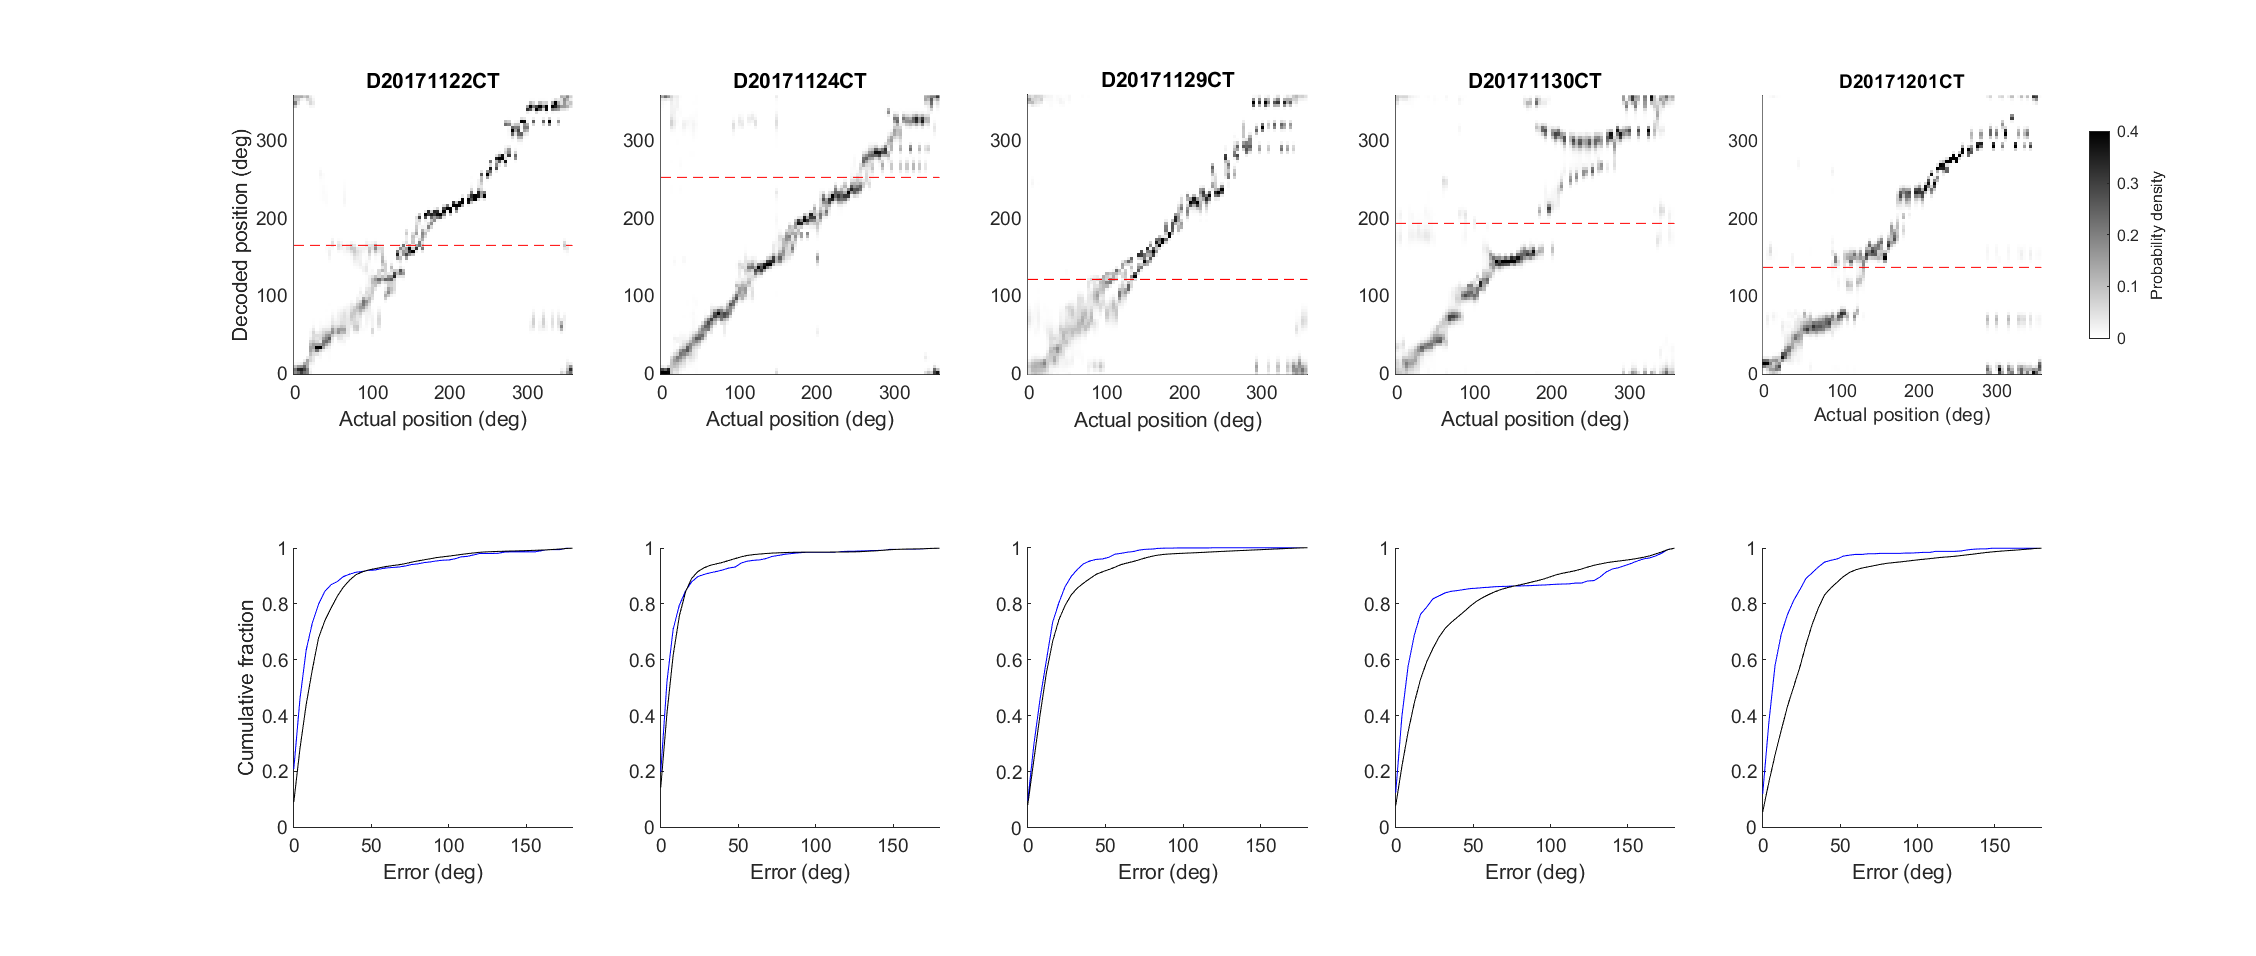 D20171122CT D20171124CT D20171129CT D20171130CT D20171201CT
Decoded position (deg)
300 300 300 300 300
200 200 200 200 200
100 100 100 100 100
0 0 0 0 0
0 100 200 300 0 100 200 300 0 100 200 300 0 100 200 300 0 100 200 300
Actual position (deg) Actual position (deg) Actual position (deg) Actual position (deg) Actual position (deg)
0.4
0.3
0.2
0.1
0
Probability density
Cumulative fraction
1 1 1 1 1
0.8 0.8 0.8 0.8 0.8
0.6 0.6 0.6 0.6 0.6
0.4 0.4 0.4 0.4 0.4
0.2 0.2 0.2 0.2 0.2
0 0 0 0 0
0 50 100 150 0 50 100 150 0 50 100 150 0 50 100 150 0 50 100 150
Error (deg) Error (deg) Error (deg) Error (deg) Error (deg)